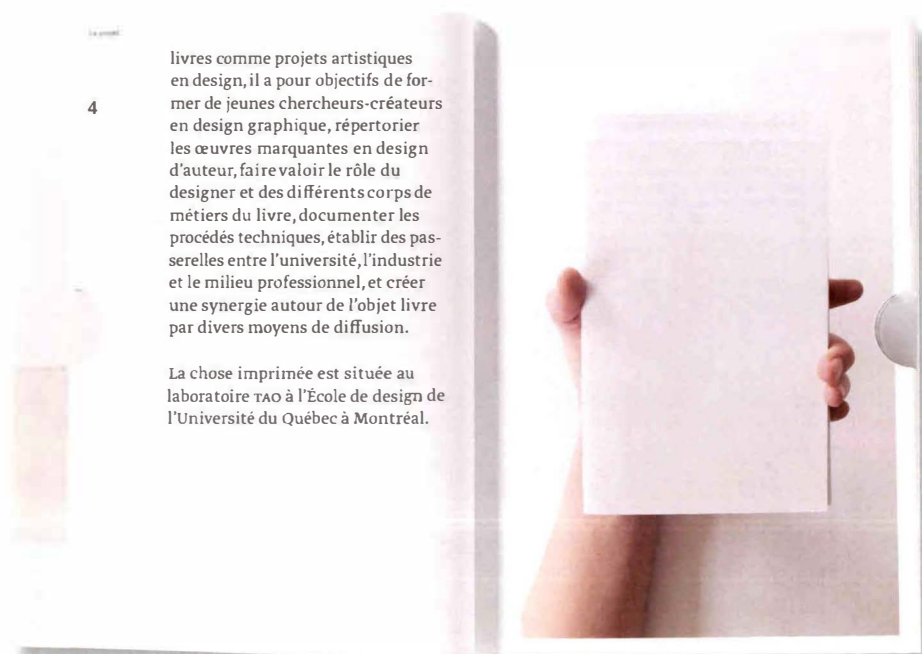 Le projet
4
livres comme projets artistiques
en design, il a pour objectifs de for-
mer de jeunes chercheurs-créateurs
en design graphique, répertorier
les œuvres marquantes en design
d'auteur, faire valoir le rôle du
designer et des différents corps de
métiers du livre, documenter les
procédés techniques, établir des pas-
serelles entre l'université, l'industrie
et le milieu professionnel, et créer
une synergie autour de l'objet livre
par divers moyens de diffusion.
La chose imprimée est située au
laboratoire TAO à l'École de design de
l'Université du Québec à Montréal.